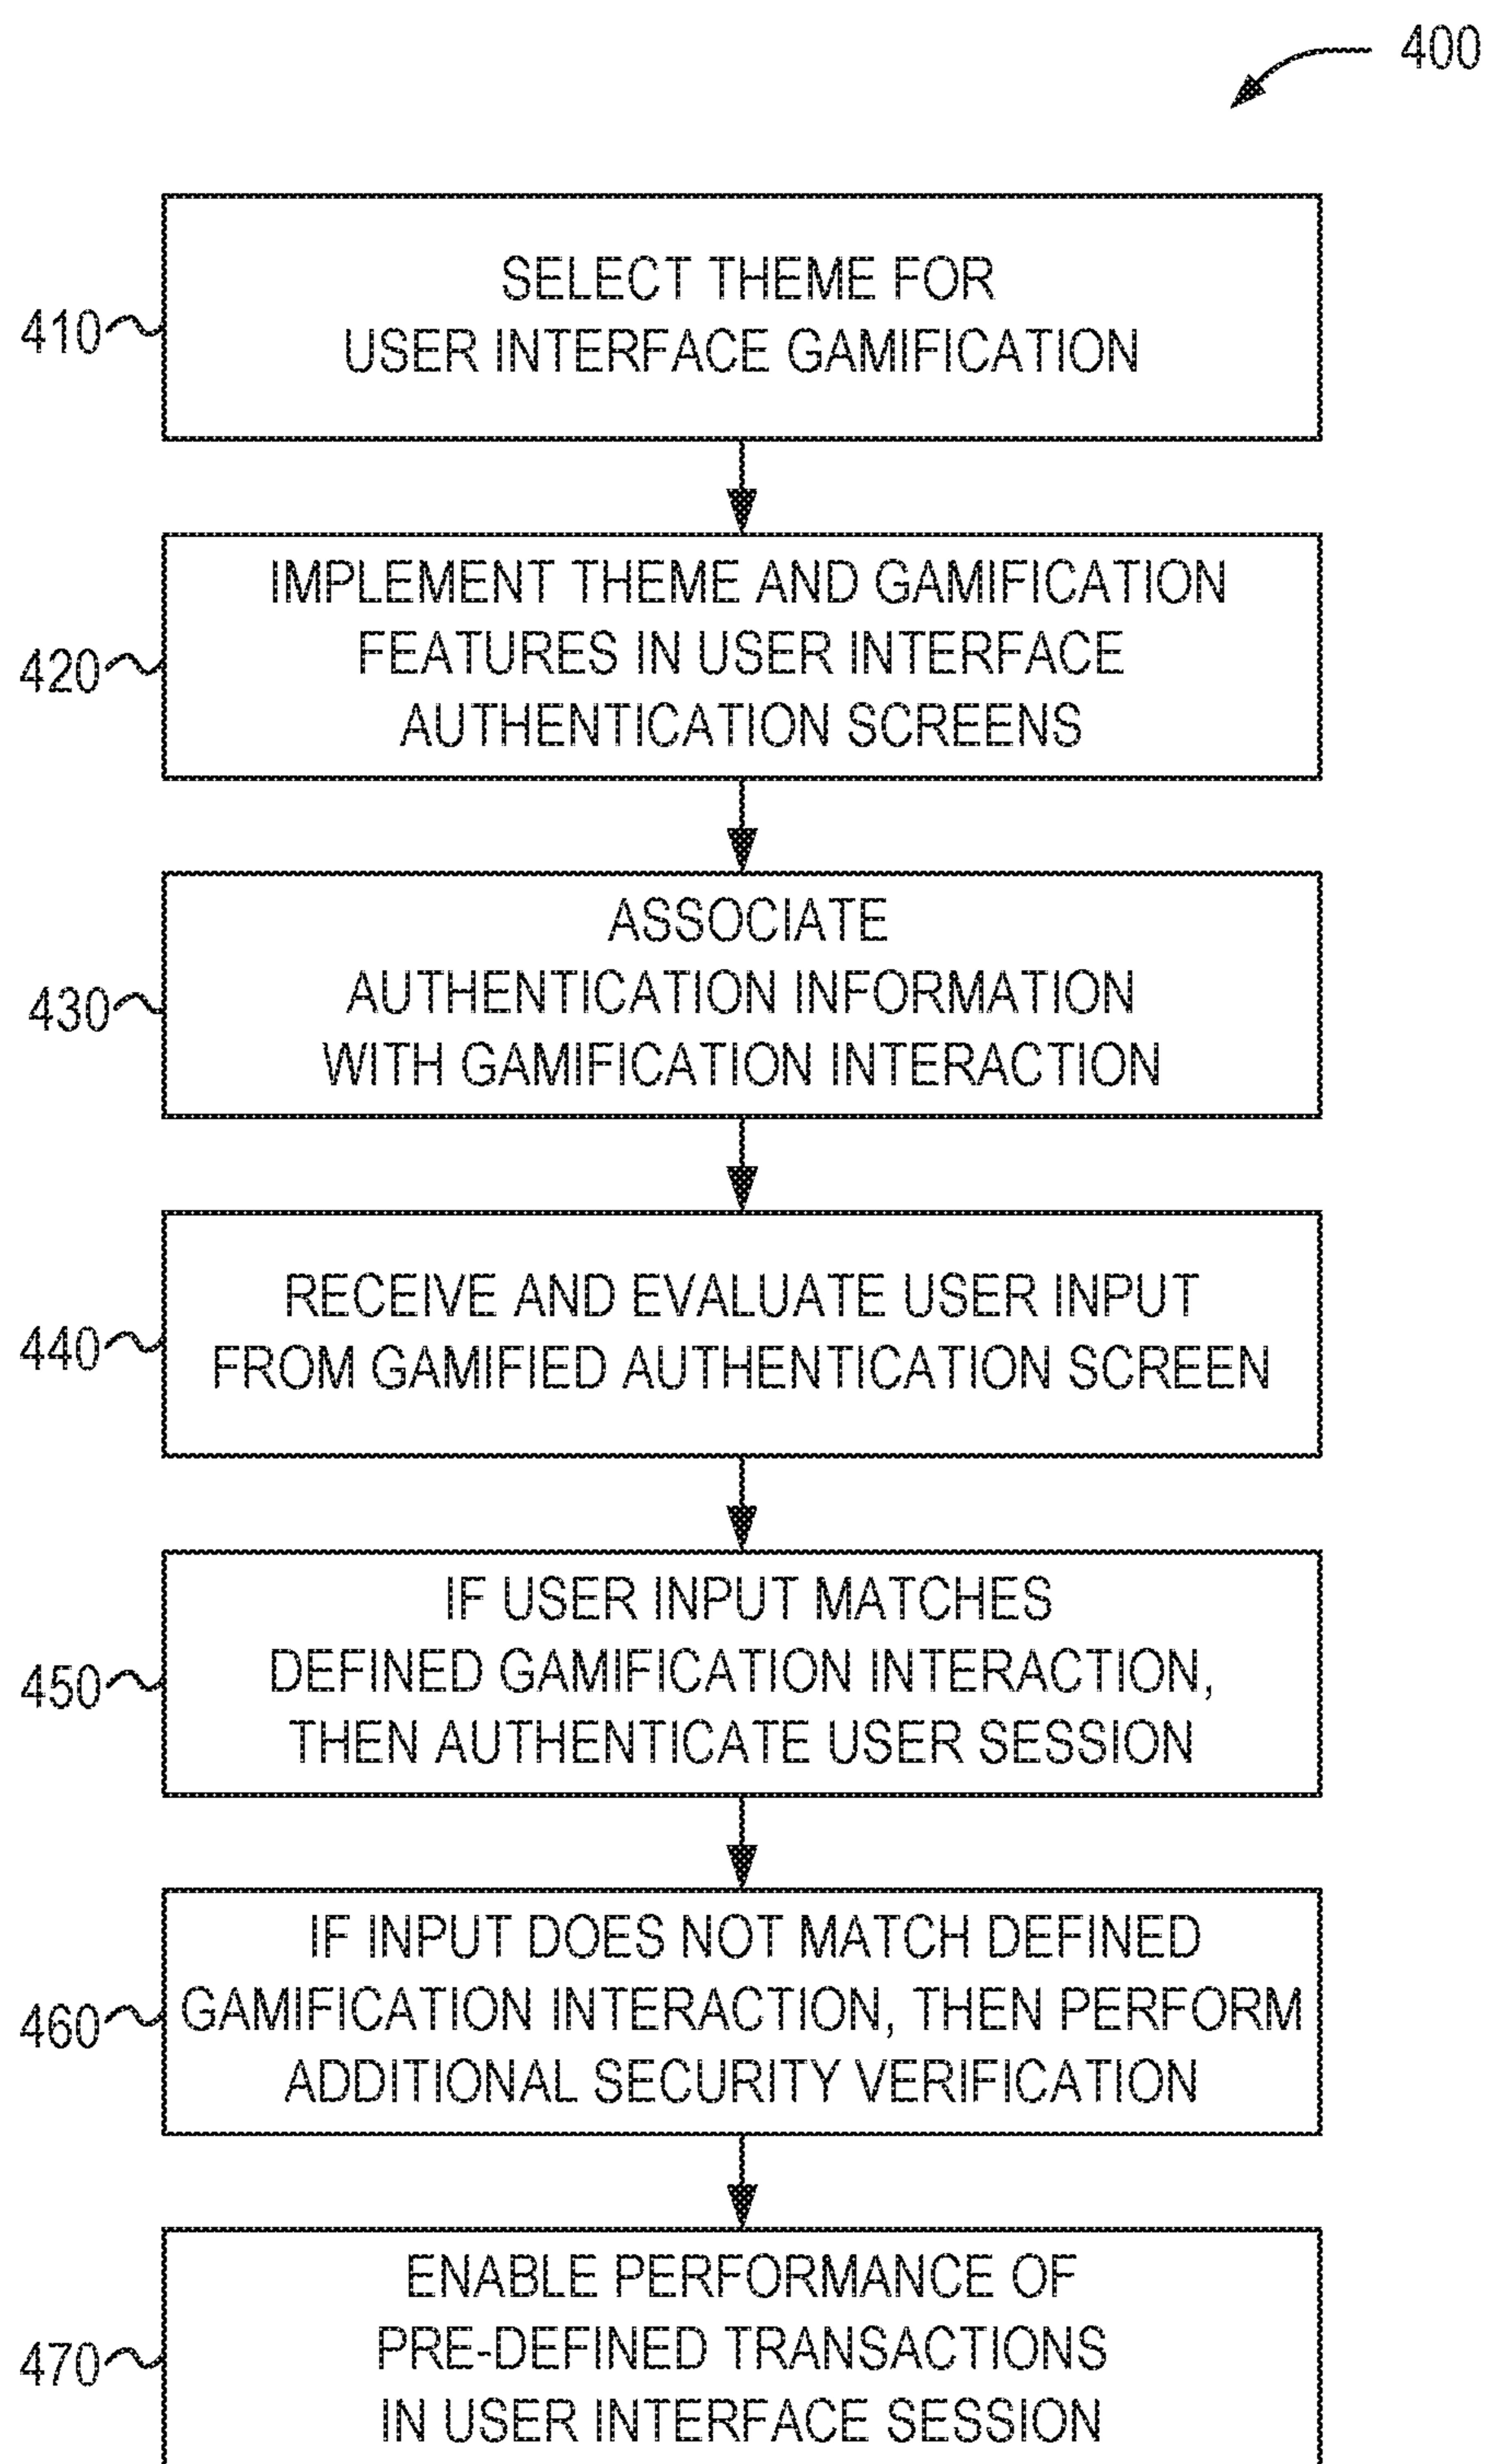 400
SELECT THEME FOR
USER INTERFACE GAMIFICATION
410
IMPLEMENT THEME AND GAMIFICATION
FEATURES IN USER INTERFACE
AUTHENTICATION SCREENS
420
ASSOCIATE
AUTHENTICATION INFORMATION
WITH GAMIFICATION INTERACTION
430
RECEIVE AND EVALUATE USER INPUT
FROM GAMIFIED AUTHENTICATION SCREEN
440
IF USER INPUT MATCHES
DEFINED GAMIFICATION INTERACTION,
THEN AUTHENTICATE USER SESSION
450
IF INPUT DOES NOT MATCH DEFINED
GAMIFICATION INTERACTION, THEN PERFORM
ADDITIONAL SECURITY VERIFICATION
460
ENABLE PERFORMANCE OF
PRE-DEFINED TRANSACTIONS
IN USER INTERFACE SESSION
470